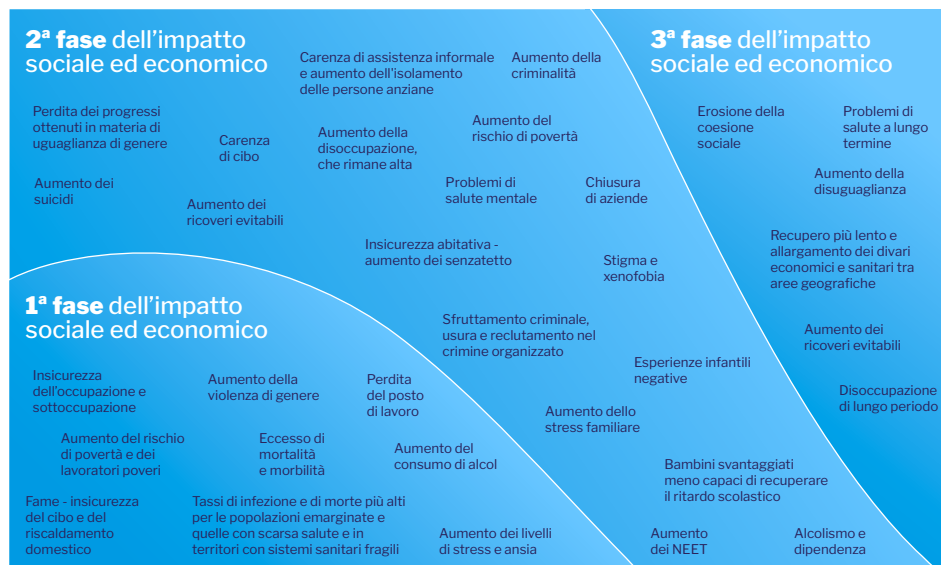 2ª fase dell'impatto
sociale ed economico
Carenza di assistenza informale
e aumento dell'isolamento
delle persone anziane
Aumento della
criminalità
Perdita dei progressi
ottenuti in materia di
uguaglianza di genere
Carenza
di cibo
Aumento della
disoccupazione,
che rimane alta
Aumento del
rischio di povertà
Aumento dei
suicidi
Aumento dei
ricoveri evitabili
Problemi di
salute mentale
Chiusura
di aziende
Insicurezza abitativa -
aumento dei senzatetto
Stigma e
xenofobia
Sfruttamento criminale,
usura e reclutamento nel
crimine organizzato
Esperienze infantili
negative
Aumento dello
stress familiare
Bambini svantaggiati
meno capaci di recuperare
il ritardo scolastico
Aumento
dei NEET
Alcolismo e
dipendenza
3ª fase dell'impatto
sociale ed economico
Erosione della
coesione
sociale
Problemi di
salute a lungo
termine
Aumento della
disuguaglianza
Recupero più lento e
allargamento dei divari
economici e sanitari tra
aree geografiche
Aumento dei
ricoveri evitabili
Disoccupazione
di lungo periodo
1ª fase dell'impatto
sociale ed economico
Insicurezza
dell'occupazione e
sottoccupazione
Aumento della
violenza di genere
Perdita
del posto
di lavoro
Aumento del rischio
di povertà e dei
lavoratori poveri
Eccesso di
mortalità
e morbilità
Aumento del
consumo di alcol
Fame - insicurezza
del cibo e del
riscaldamento
domestico
Tassi di infezione e di morte più alti
per le popolazioni emarginate e
quelle con scarsa salute e in
territori con sistemi sanitari fragili
Aumento dei livelli
di stress e ansia